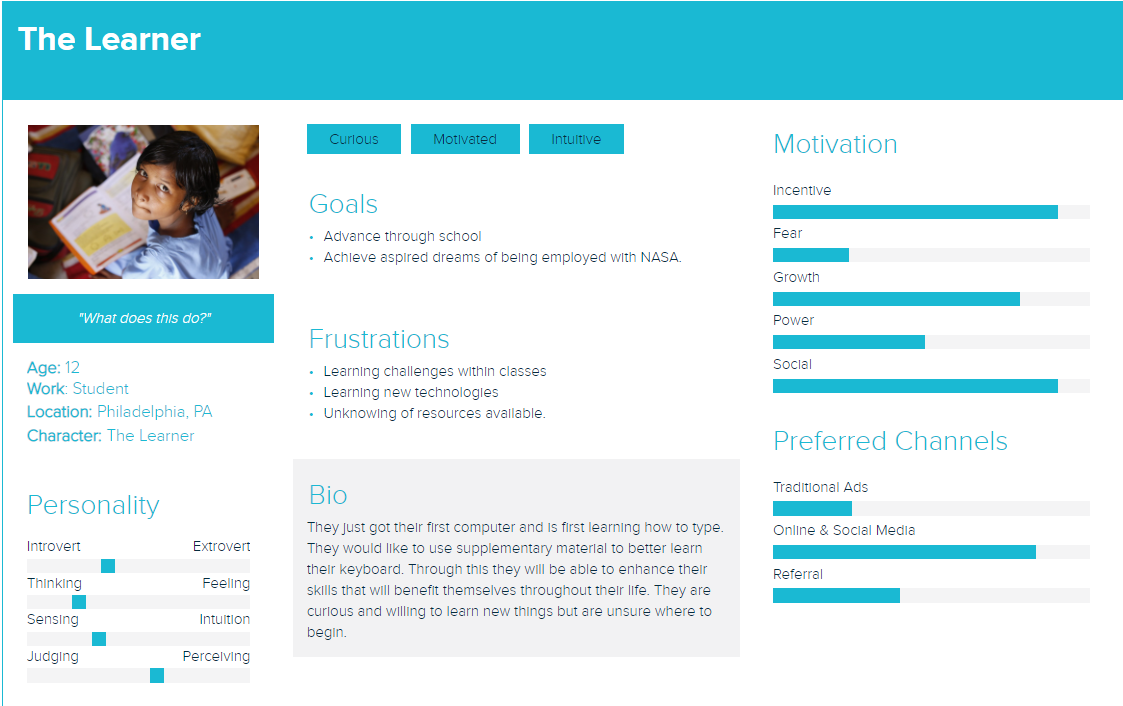 The Learner
"What does this do?"
Age: 12
Work: Student
Location: Philadelphia, PA
Character: The Learner
Personality
Introvert Extrovert
Thinking Feeling
Sensing Intuition
Judging Perceiving
Curious Motivated Intuitive
Goals
• Advance through school
• Achieve aspired dreams of being employed with NASA.
Frustrations
• Learning challenges within classes
• Learning new technologies
• Unknowing of resources available.
Bio
They just got their first computer and is first learning how to type.
They would like to use supplementary material to better learn
their keyboard. Through this they will be able to enhance their
skills that will benefit themselves throughout their life. They are
curious and willing to learn new things but are unsure where to
begin.
Motivation
Incentive
Fear
Growth
Power
Social
Preferred Channels
Traditional Ads
Online & Social Media
Referral